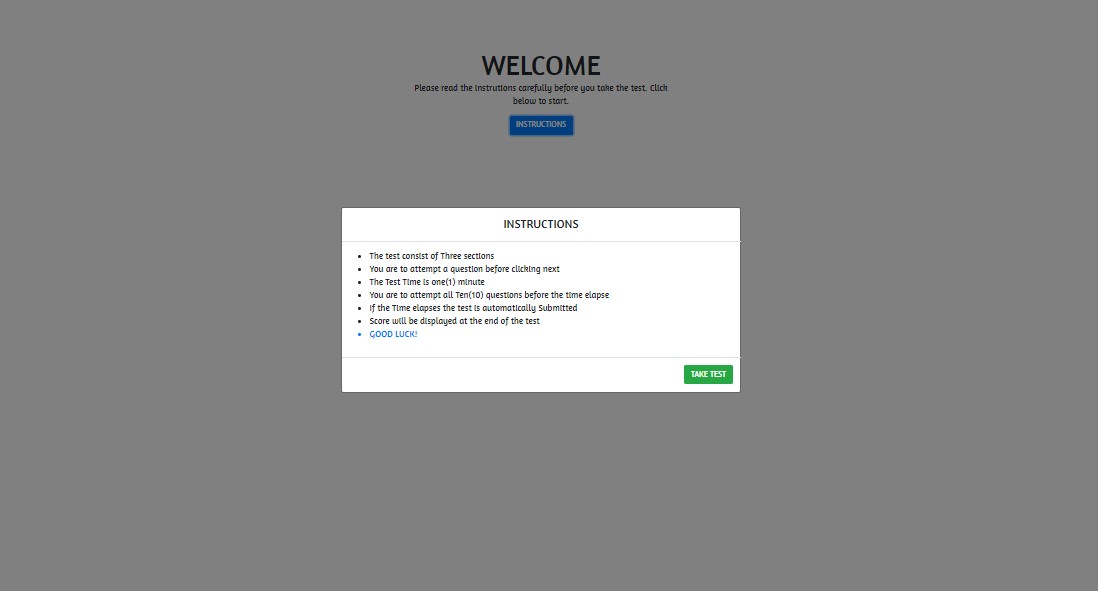 WELCOME
Please read the Instrutions carefully before you take the test. Click
below to start.
INSTRUCTIONS
INSTRUCTIONS
The test consist of Three sections
You are to attempt a question before clicking next
The Test Time is one(1) minute
You are to attempt all Ten(10) questions before the time elapse
If the Time elapses the test is automatically Submitted
Score will be displayed at the end of the test
GOOD LUCK!
TAKE TEST